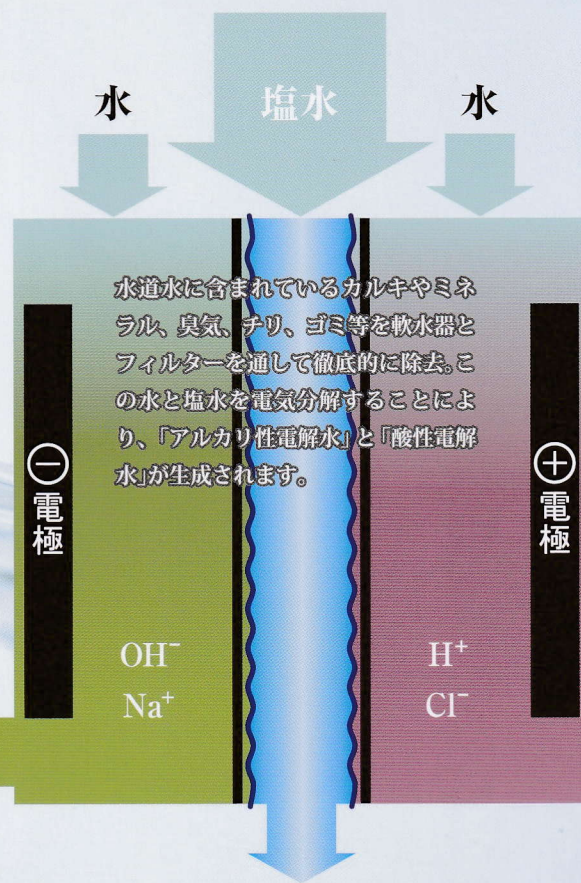 水
塩水
水
水道水に含まれているカルキやミネ
ラル、臭気、チリ、ゴミ等を軟水器と
フィルターを通して徹底的に除去。こ
の水と塩水を電気分解することによ
り、「アルカリ性電解水」と「酸性電解
水」が生成されます。
⊖電極
⊕電極
OH⁻
Na⁺
H⁺
Cl⁻